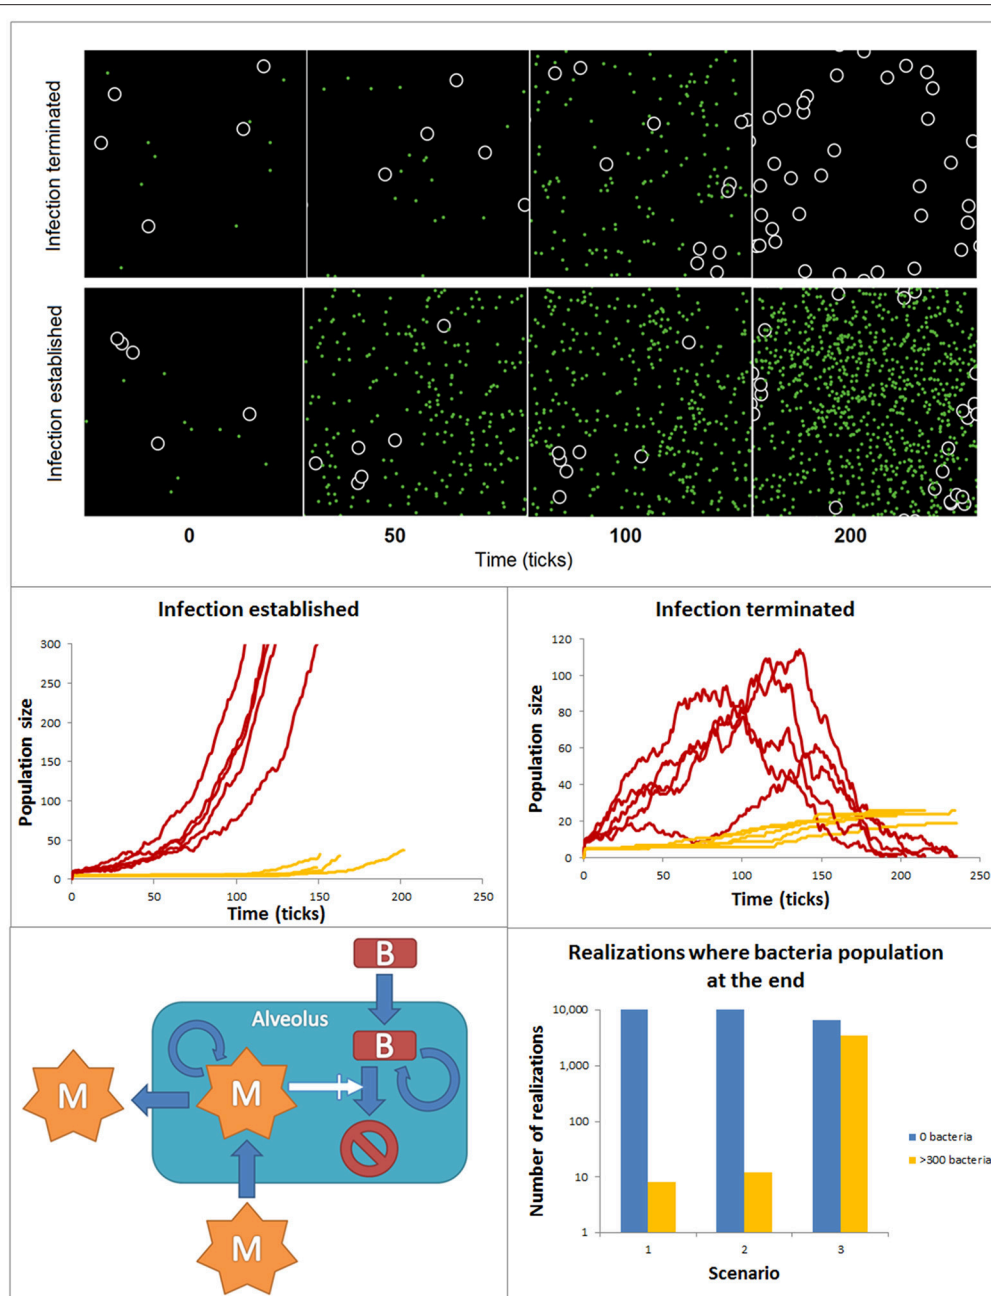 Infection terminated
Infection established
0 50 100 200
Time (ticks)
Infection established
300
250
200
150
100
50
0
Population size
0 50 100 150 200 250
Time (ticks)
Infection terminated
120
100
80
60
40
20
0
Population size
0 50 100 150 200 250
Time (ticks)
B
Alveolus
B
M
M
M
Realizations where bacteria population
at the end
10,000
1,000
100
10
1
Number of realizations
0 bacteria
>300 bacteria
1 2 3
Scenario